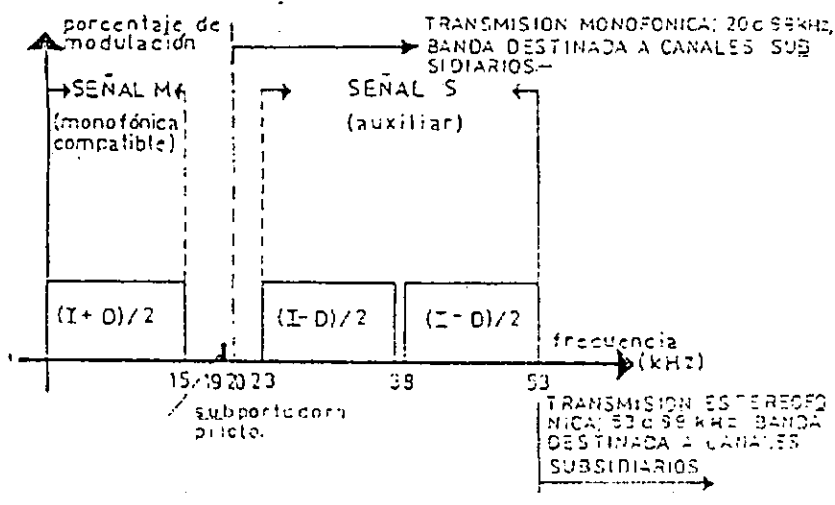 porcentaje de
modulación
TRANSMISION MONOFONICA; 20 a 99 kHz,
BANDA DESTINADA A CANALES SUB
SIDIARIOS.-
SEÑAL M
(monofónica
compatible)
SEÑAL S
(auxiliar)
(I+D)/2
(I-D)/2
(I-D)/2
frecuencia
(kHz)
15 19 20 23 38 53
subportadora
piloto.
TRANSMISION ESTEREOFO
NICA; 53 a 99 kHz BANDA
DESTINADA A CANALES
SUBSIDIARIOS